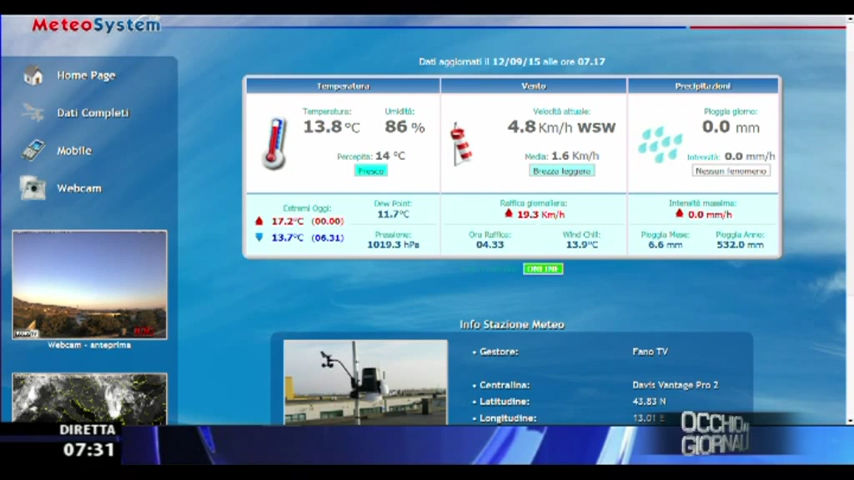 MeteoSystem
Dati aggiornati il 12/09/15 alle ore 07.17
Home Page
Dati Completi
Mobile
Webcam
Temperatura Vento Precipitazioni
Temperatura: Umidità: Velocità attuale: Pioggia giorno:
13.8 °C 86 % 4.8 Km/h WSW 0.0 mm
Percepita: 14 °C Media: 1.6 Km/h Intensità: 0.0 mm/h
Fresco Brezza leggera Nessun fenomeno
Estremi Oggi: Dew Point: Raffica giornaliera: Intensità massima:
17.2°C (00.00) 11.7°C 19.3 Km/h 0.0 mm/h
13.7°C (06.31) Pressione: Ora Raffica: Wind Chill: Pioggia Mese: Pioggia Anno:
1019.3 hPa 04.33 13.9°C 6.6 mm 532.0 mm
ONLINE
Webcam - anteprima
Info Stazione Meteo
• Gestore: Fano TV
• Centralina: Davis Vantage Pro 2
• Latitudine: 43.83 N
• Longitudine: 13.01 E
DIRETTA
07:31
OCCHIO AI
GIORNALI